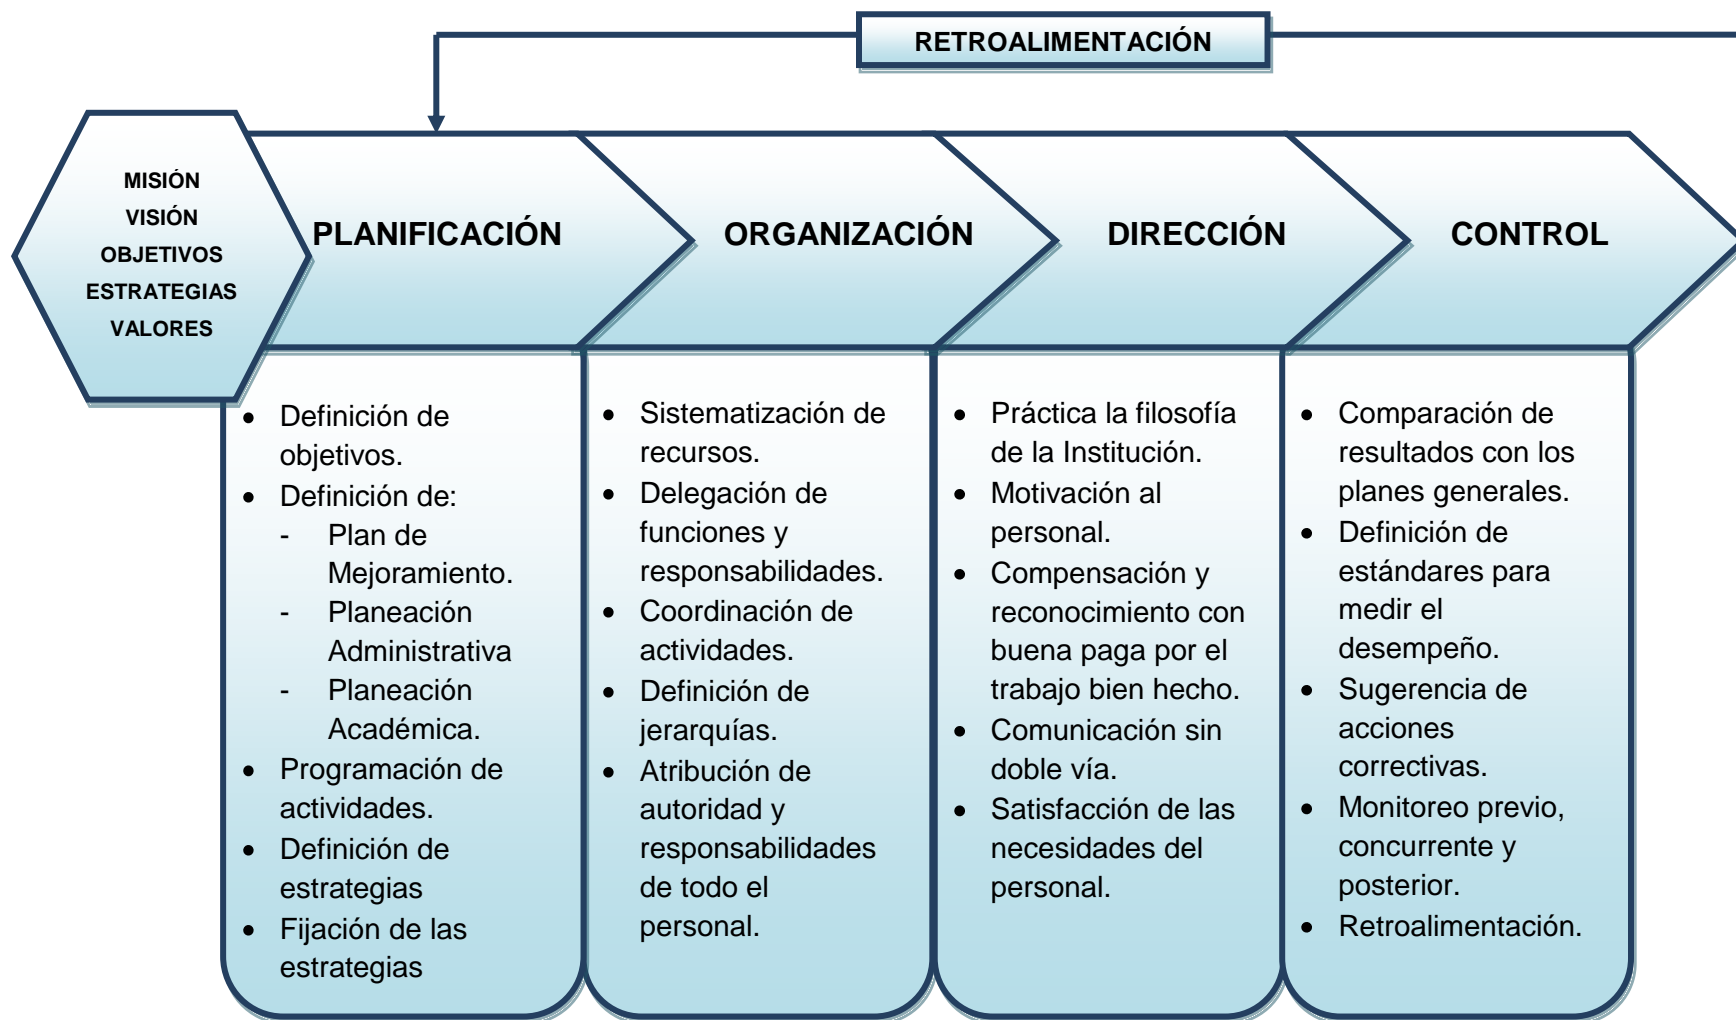 RETROALIMENTACIÓN
MISIÓN
VISIÓN
OBJETIVOS
ESTRATEGIAS
VALORES
PLANIFICACIÓN
ORGANIZACIÓN
DIRECCIÓN
CONTROL
• Definición de
objetivos.
• Definición de:
- Plan de
Mejoramiento.
- Planeación
Administrativa
- Planeación
Académica.
• Programación de
actividades.
• Definición de
estrategias
• Fijación de las
estrategias
• Sistematización de
recursos.
• Delegación de
funciones y
responsabilidades.
• Coordinación de
actividades.
• Definición de
jerarquías.
• Atribución de
autoridad y
responsabilidades
de todo el
personal.
• Práctica la filosofía
de la Institución.
• Motivación al
personal.
• Compensación y
reconocimiento con
buena paga por el
trabajo bien hecho.
• Comunicación sin
doble vía.
• Satisfacción de las
necesidades del
personal.
• Comparación de
resultados con los
planes generales.
• Definición de
estándares para
medir el
desempeño.
• Sugerencia de
acciones
correctivas.
• Monitoreo previo,
concurrente y
posterior.
• Retroalimentación.